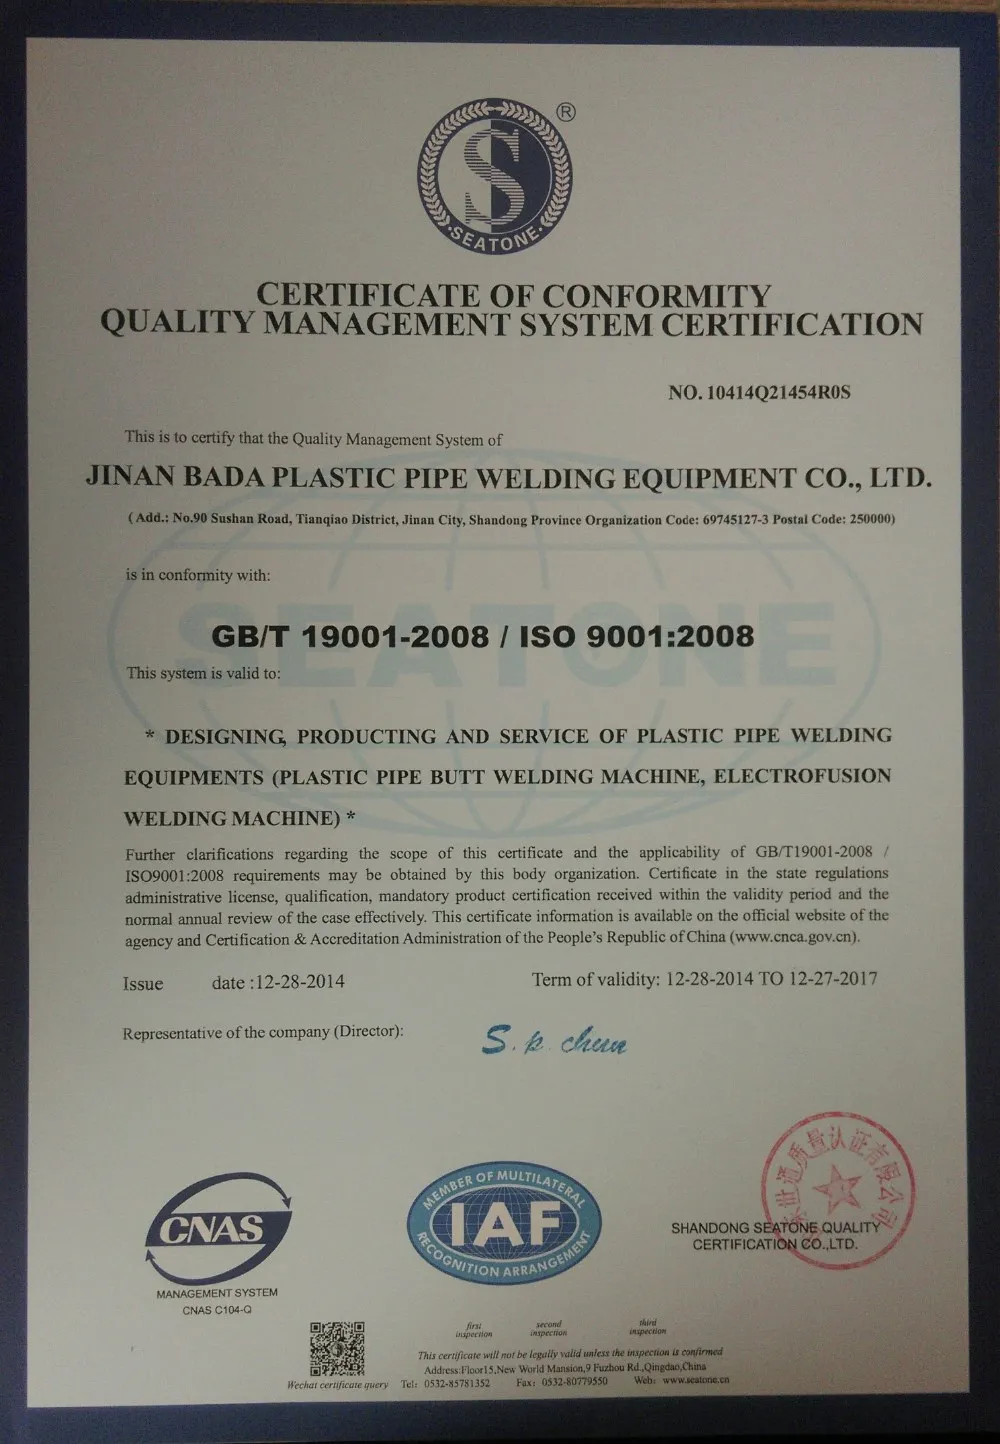 S
®
·SEATONE·
CERTIFICATE OF CONFORMITY
QUALITY MANAGEMENT SYSTEM CERTIFICATION
NO. 10414Q21454R0S
This is to certify that the Quality Management System of
JINAN BADA PLASTIC PIPE WELDING EQUIPMENT CO., LTD.
(Add.: No.90 Sushan Road, Tianqiao District, Jinan City, Shandong Province Organization Code: 69745127-3 Postal Code: 250000)
is in conformity with:
SEATONE
GB/T 19001-2008 / ISO 9001:2008
This system is valid to:
* DESIGNING, PRODUCTING AND SERVICE OF PLASTIC PIPE WELDING
EQUIPMENTS (PLASTIC PIPE BUTT WELDING MACHINE, ELECTROFUSION
WELDING MACHINE) *
Further clarifications regarding the scope of this certificate and the applicability of GB/T19001-2008 /
ISO9001:2008 requirements may be obtained by this body organization. Certificate in the state regulations
administrative license, qualification, mandatory product certification received within the validity period and the
normal annual review of the case effectively. This certificate information is available on the official website of the
agency and Certification & Accreditation Administration of the People's Republic of China (www.cnca.gov.cn).
Issue date :12-28-2014 Term of validity: 12-28-2014 TO 12-27-2017
Representative of the company (Director): S. p. chun
CNAS
MANAGEMENT SYSTEM
CNAS C104-Q
MEMBER OF MULTILATERAL
IAF
RECOGNITION ARRANGEMENT
世通质量认证有限公司
SHANDONG SEATONE QUALITY
CERTIFICATION CO.,LTD.
first inspection
second inspection
third inspection
This certificate will not be legally valid unless the inspection is confirmed
Address:Floor15,New World Mansion,9 Fuzhou Rd.,Qingdao,China
Wechat certificate query Tel: 0532-85781352 Fax: 0532-80779550 Web: www.seatone.cn